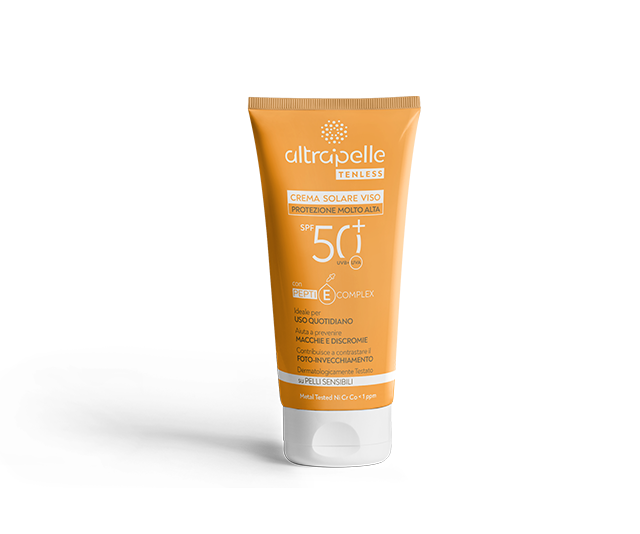 altrapelle
TENLESS
CREMA SOLARE VISO
PROTEZIONE MOLTO ALTA
SPF 50+
UVB+UVA
con
PEPTI E COMPLEX
Ideale per
USO QUOTIDIANO
Aiuta a prevenire
MACCHIE E DISCROMIE
Contribuisce a contrastare il
FOTO-INVECCHIAMENTO
Dermatologicamente Testato
su PELLI SENSIBILI
Metal Tested Ni Cr Co • 1 ppm